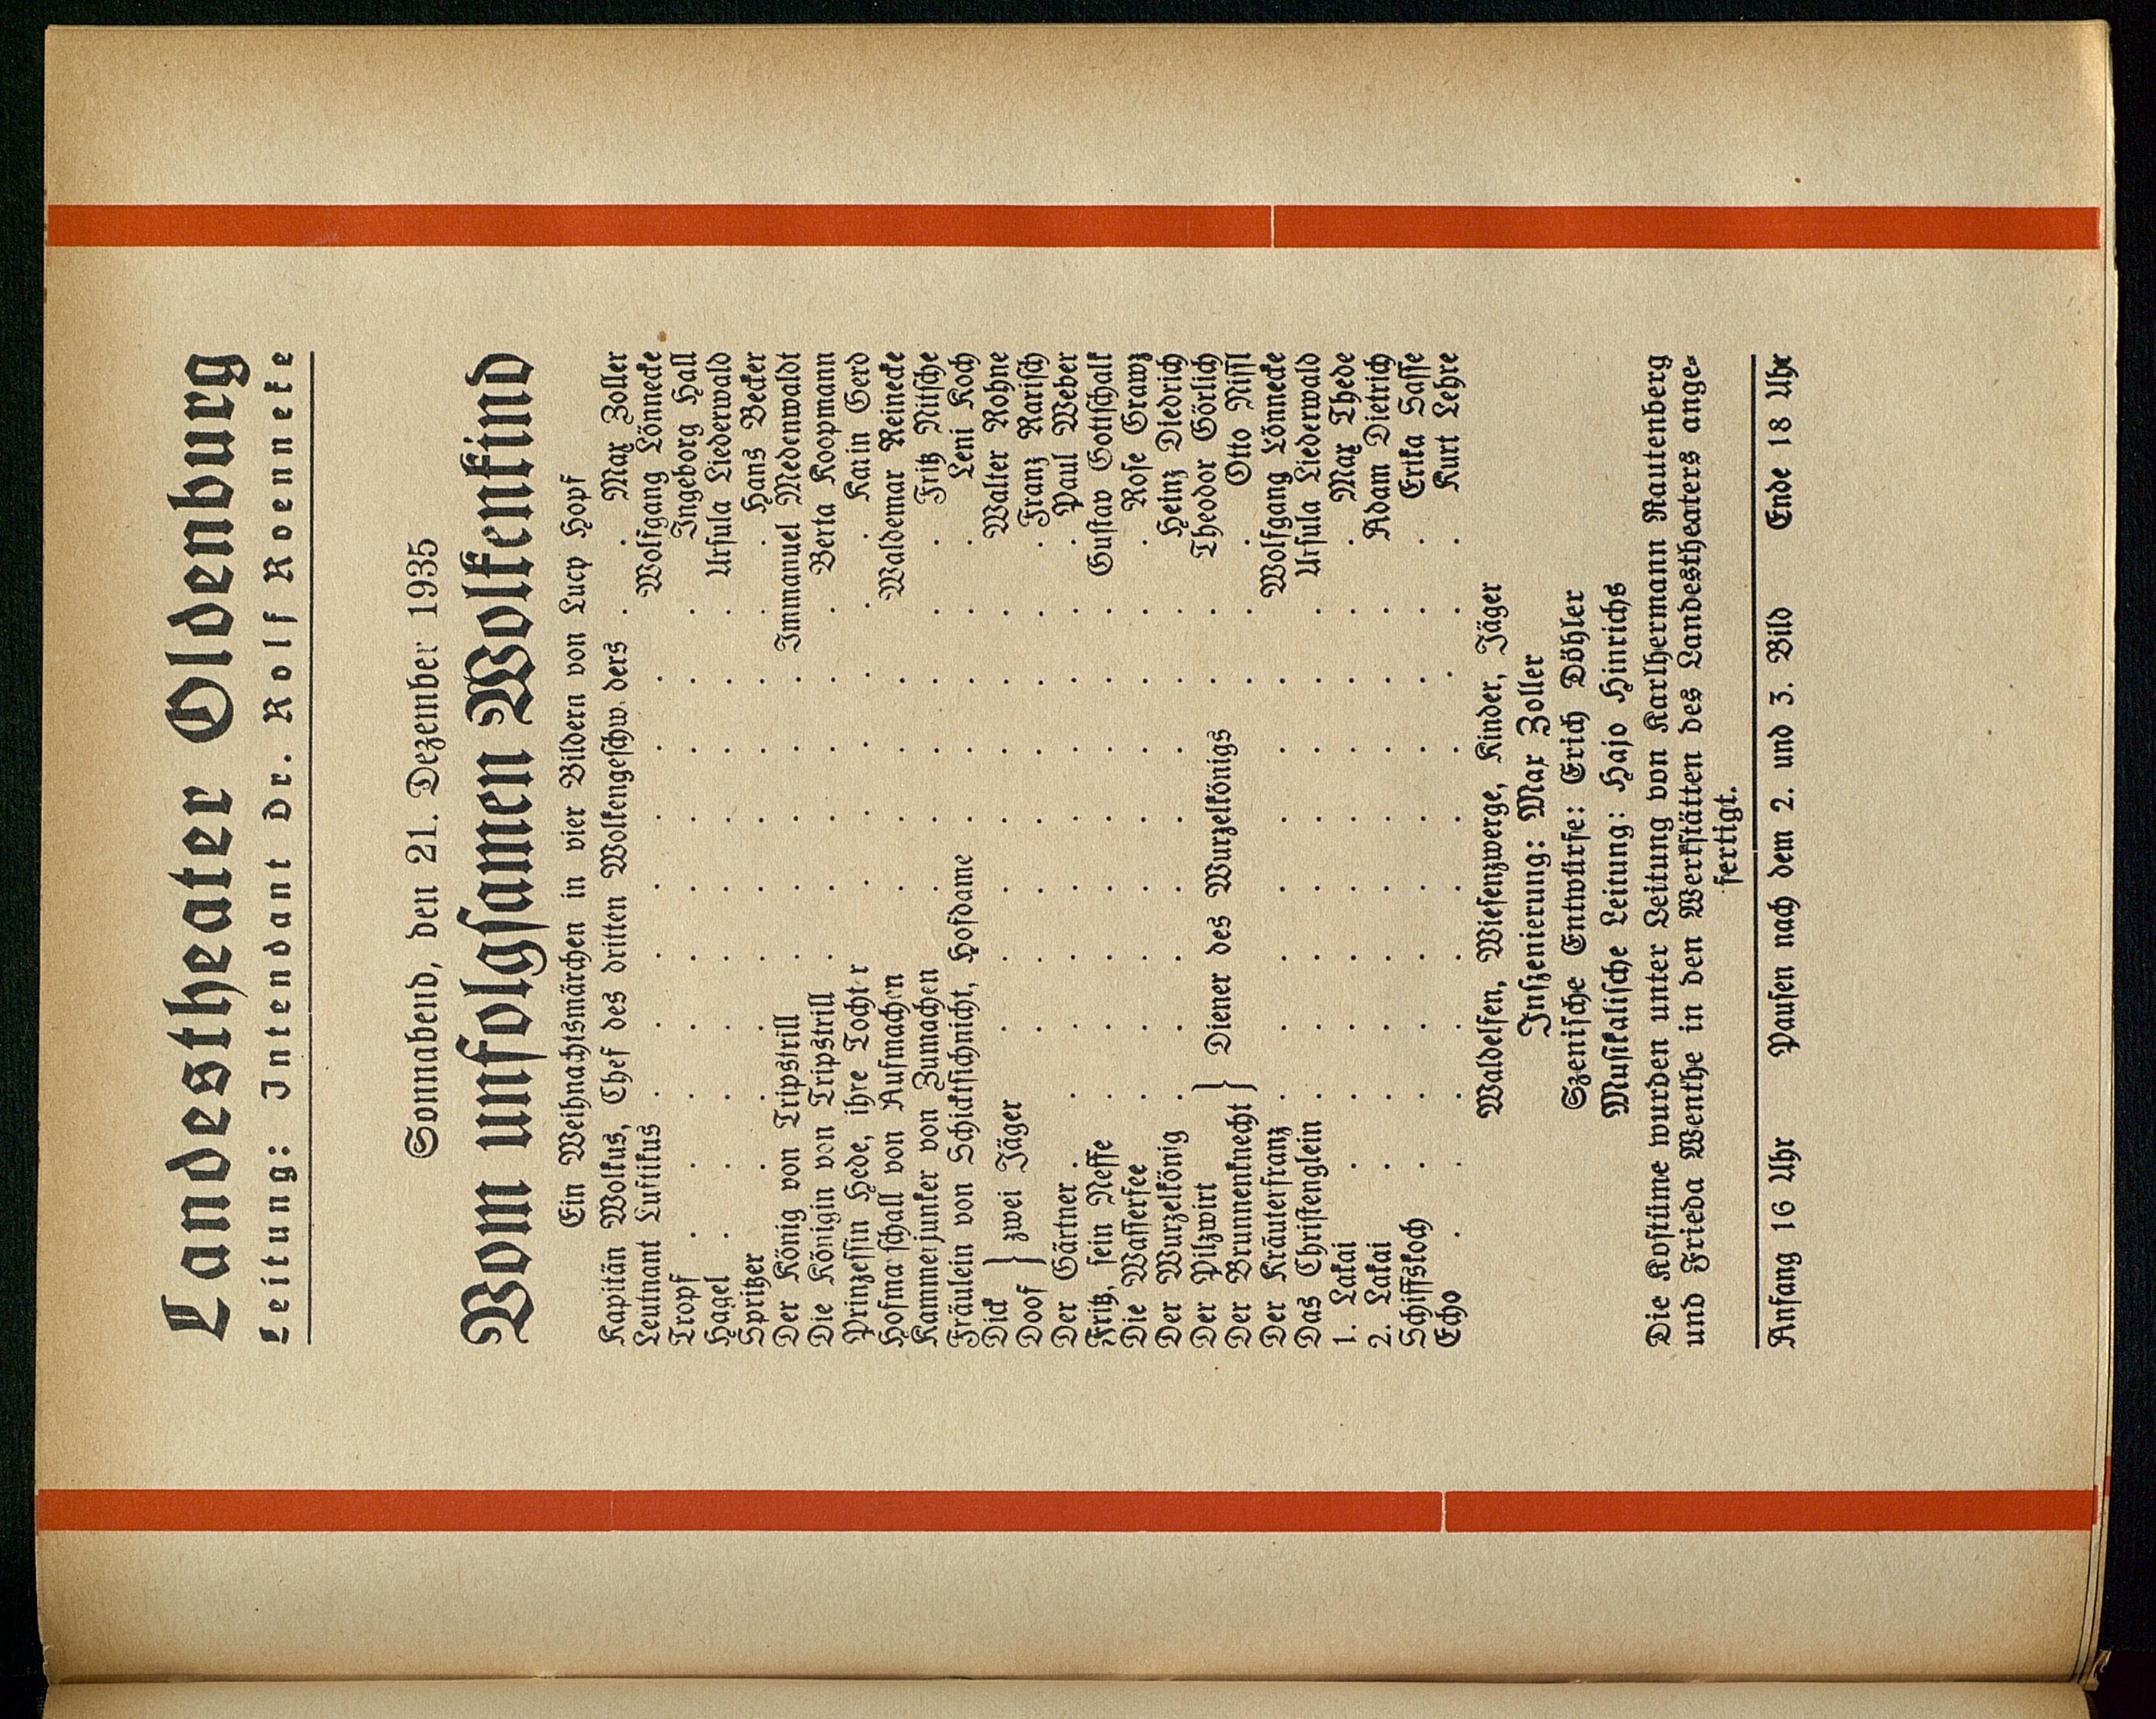 Landestheater Oldenburg
Leitung: Intendant Dr. Rolf Roenneke
Sonnabend, den 21. Dezember 1935
Vom unfolgsamen Wolkenkind
Ein Weihnachtsmärchen in vier Bildern von Lucy Hopf
Kapitän Wolkus, Chef des dritten Wolkengeschw ders . . Max Zoller
Leutnant Luftikus . . . . . . . Wolfgang Lönnecke
Tropf . . . . . . . . . Ingeborg Hall
Hagel . . . . . . . . . Ursula Liederwald
Spritzer . . . . . . . . . Hans Becker
Der König von Tripstrill . . . . . Immanuel Medenwaldt
Die Königin von Tripstrill . . . . . . Berta Koopmann
Prinzessin Hede, ihre Tochter . . . . . . Karin Gerd
Hofma schall von Aufmachen . . . . . Waldemar Reinecke
Kammerjunker von Zumachen . . . . . . Fritz Nitsche
Fräulein von Schicktsichnicht, Hofdame . . . . . Leni Koch
Dick } zwei Jäger . . . . . . . Walter Rohne
Doof } zwei Jäger . . . . . . . Franz Rarisch
Der Gärtner . . . . . . . . . Paul Weber
Fritz, sein Neffe . . . . . . . Gustav Gottschalk
Die Wasserfee . . . . . . . . . Rose Grawz
Der Wurzelkönig . . . . . . . . Heinz Diedrich
Der Pilzwirt } Diener des Wurzelkönigs . . Theodor Görlich
Der Brunnenknecht } . . . Otto Nissl
Der Kräuterfranz . . . . . . . Wolfgang Lönnecke
Das Christenglein . . . . . . . Ursula Liederwald
1. Lakai . . . . . . . . . Max Thede
2. Lakai . . . . . . . . . Adam Dietrich
Schiffskoch . . . . . . . . . Erika Sasse
Echo . . . . . . . . . . Kurt Lehre
Waldelfen, Wiesenzwerge, Kinder, Jäger
Inszenierung: Max Zoller
Szenische Entwürfe: Erich Döhler
Musikalische Leitung: Hajo Hinrichs
Die Kostüme wurden unter Leitung von Karlhermann Rautenberg
und Frieda Wenthe in den Werkstätten des Landestheaters ange-
fertigt.
Anfang 16 Uhr Pausen nach dem 2. und 3. Bild Ende 18 Uhr